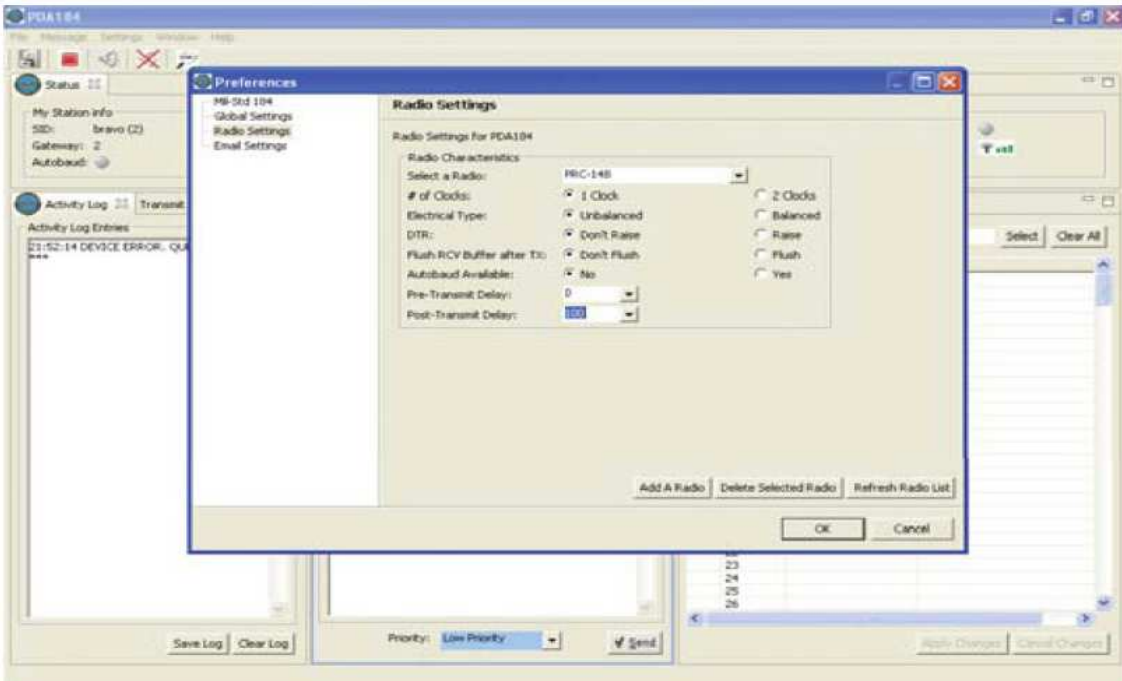 PDA184
File Message Settings Window Help
Status
My Station info
SID: bravo (2)
Gateway: 2
Autobaud:
Activity Log Transmit
Activity Log Entries
21:52:14 DEVICE ERROR. QU
***
Preferences
Mil-Std 184
Global Settings
Radio Settings
Email Settings
Radio Settings
Radio Settings for PDA184
Radio Characteristics
Select a Radio: PRC-148
# of Clocks: 1 Clock 2 Clocks
Electrical Type: Unbalanced Balanced
DTR: Don't Raise Raise
Flush RCV Buffer after TX: Don't Flush Flush
Autobaud Available: No Yes
Pre-Transmit Delay: 0
Post-Transmit Delay: 100
Add A Radio Delete Selected Radio Refresh Radio List
OK Cancel
Select Clear All
23
24
25
26
Save Log Clear Log
Priority: Low Priority Send
Apply Changes Cancel Changes